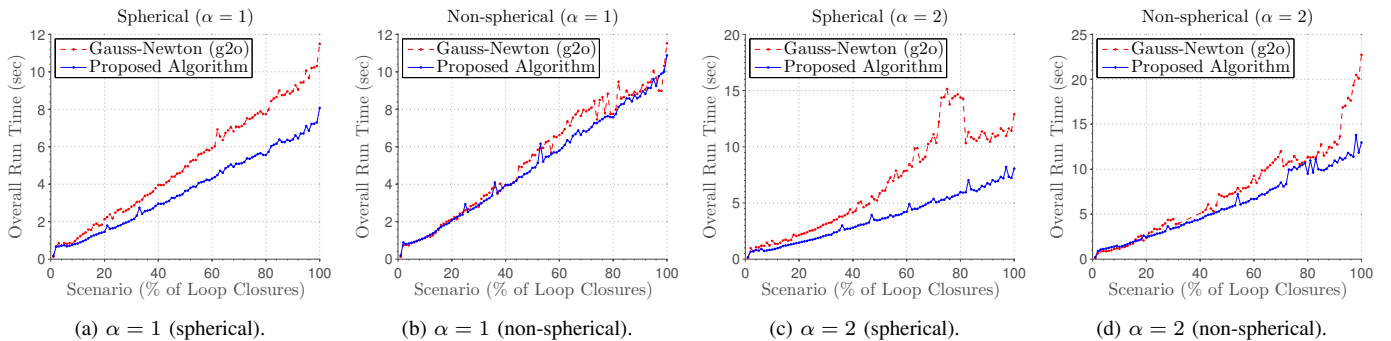 Spherical (α = 1)
12
10
8
6
4
2
0
0
20
40
60
80
100
Overall Run Time (sec)
Scenario (% of Loop Closures)
Gauss-Newton (g2o)
Proposed Algorithm
(a) α = 1 (spherical).
Non-spherical (α = 1)
12
10
8
6
4
2
0
0
20
40
60
80
100
Overall Run Time (sec)
Scenario (% of Loop Closures)
Gauss-Newton (g2o)
Proposed Algorithm
(b) α = 1 (non-spherical).
Spherical (α = 2)
20
15
10
5
0
0
20
40
60
80
100
Overall Run Time (sec)
Scenario (% of Loop Closures)
Gauss-Newton (g2o)
Proposed Algorithm
(c) α = 2 (spherical).
Non-spherical (α = 2)
25
20
15
10
5
0
0
20
40
60
80
100
Overall Run Time (sec)
Scenario (% of Loop Closures)
Gauss-Newton (g2o)
Proposed Algorithm
(d) α = 2 (non-spherical).